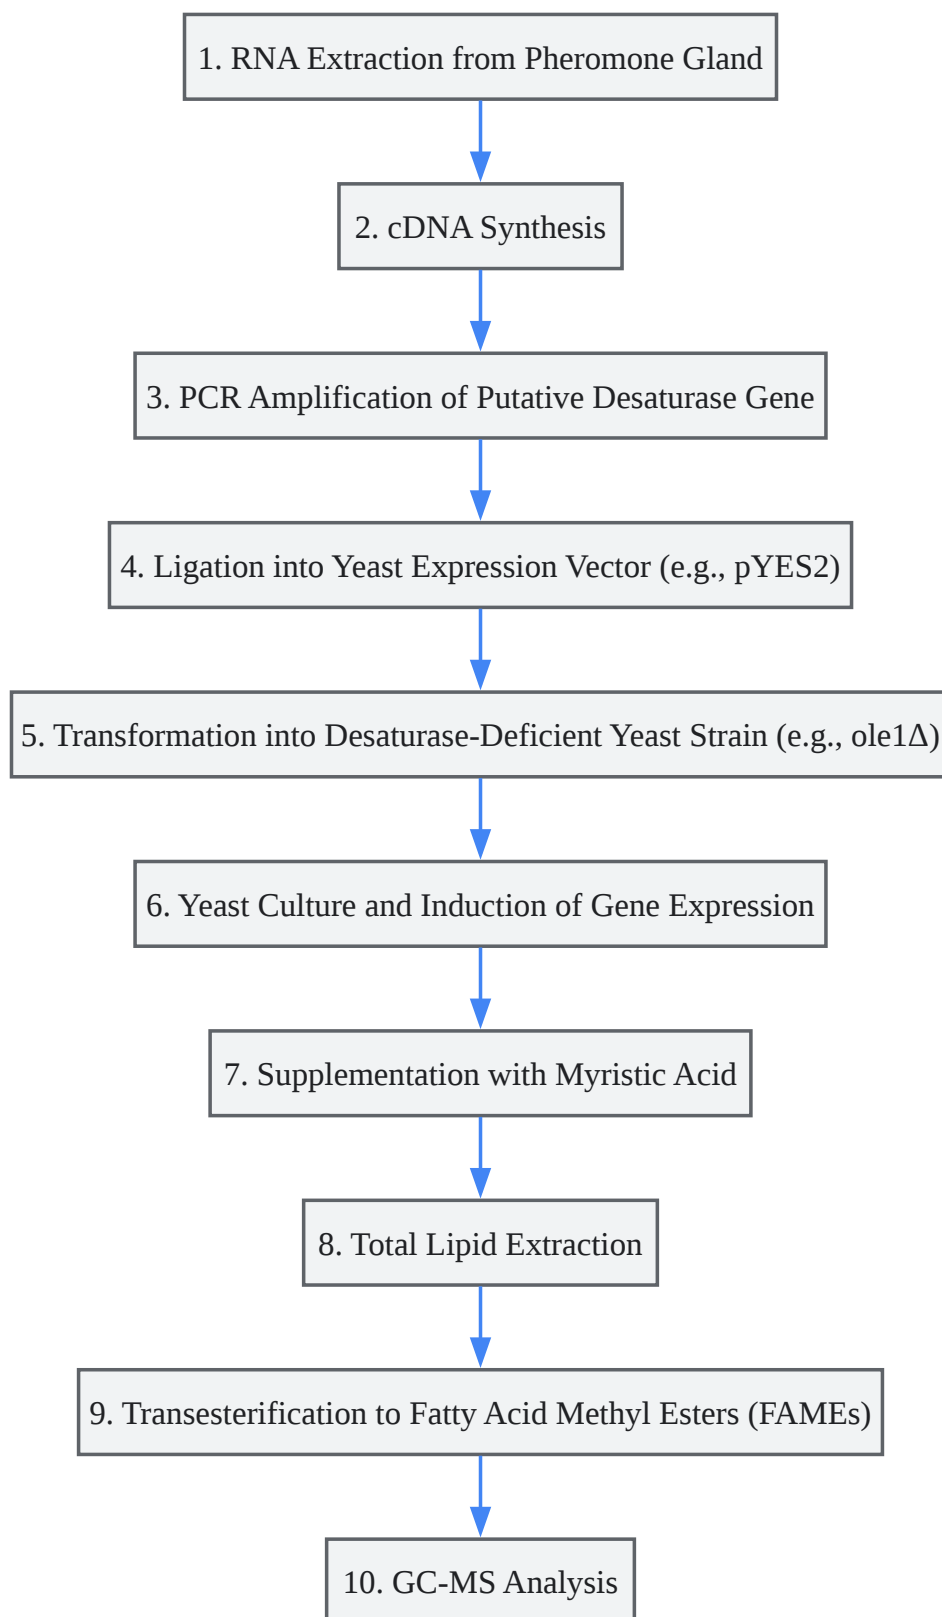 1. RNA Extraction from Pheromone Gland
2. cDNA Synthesis
3. PCR Amplification of Putative Desaturase Gene
4. Ligation into Yeast Expression Vector (e.g., pYES2)
5. Transformation into Desaturase-Deficient Yeast Strain (e.g., ole1Δ)
6. Yeast Culture and Induction of Gene Expression
7. Supplementation with Myristic Acid
8. Total Lipid Extraction
9. Transesterification to Fatty Acid Methyl Esters (FAMEs)
10. GC-MS Analysis